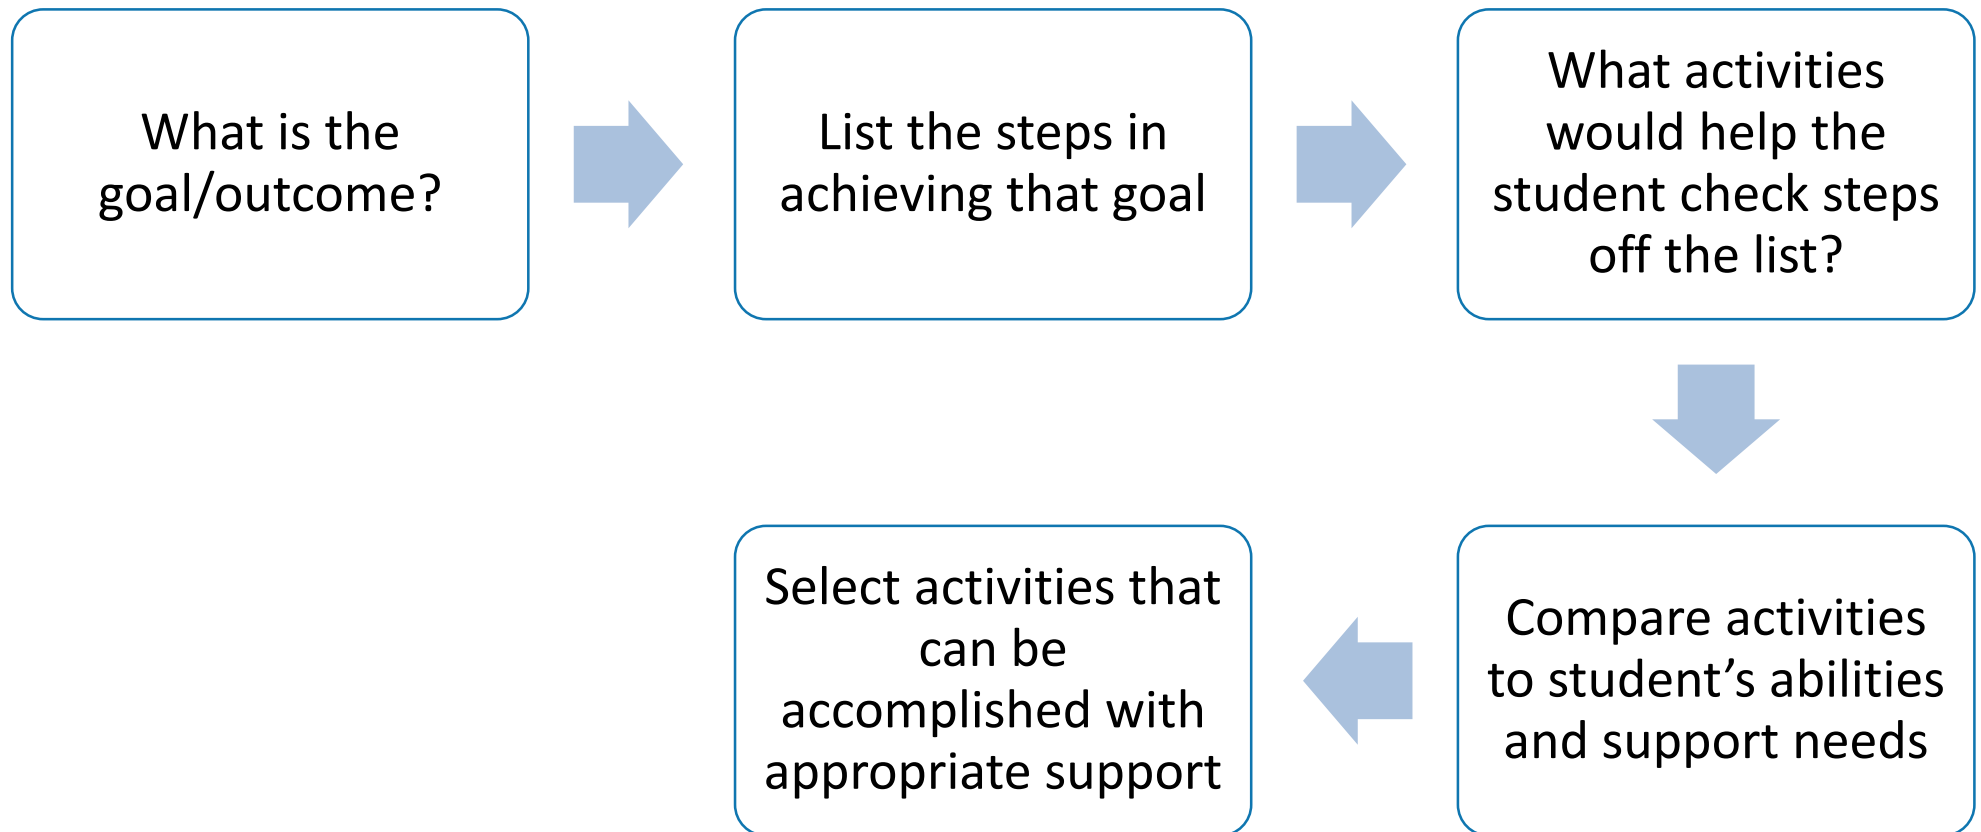 What is the
goal/outcome?
List the steps in
achieving that goal
What activities
would help the
student check steps
off the list?
Compare activities
to student’s abilities
and support needs
Select activities that
can be
accomplished with
appropriate support